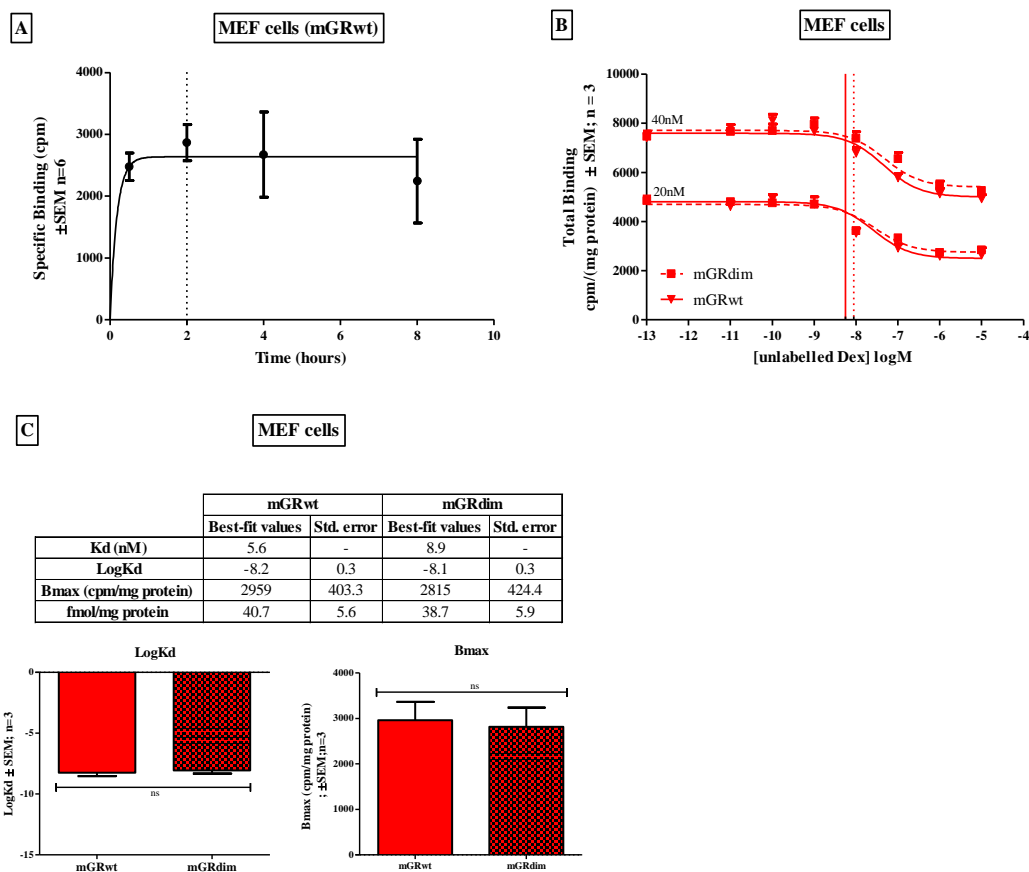 A
MEF cells (mGRwt)
Specific Binding (cpm)
±SEM n=6
4000
3000
2000
1000
0
0 2 4 6 8 10
Time (hours)
B
MEF cells
Total Binding
cpm/(mg protein) ± SEM; n = 3
10000
8000
6000
4000
2000
0
40nM
20nM
mGRdim
mGRwt
-13 -12 -11 -10 -9 -8 -7 -6 -5 -4
[unlabelled Dex] logM
C
MEF cells
mGRwt mGRdim
Best-fit values Std. error Best-fit values Std. error
Kd (nM) 5.6 - 8.9 -
LogKd -8.2 0.3 -8.1 0.3
Bmax (cpm/mg protein) 2959 403.3 2815 424.4
fmol/mg protein 40.7 5.6 38.7 5.9
LogKd
LogKd ± SEM; n=3
0
-5
-10
-15
ns
mGRwt mGRdim
Bmax
Bmax (cpm/mg protein)
; ±SEM;n=3
4000
3000
2000
1000
0
ns
mGRwt mGRdim